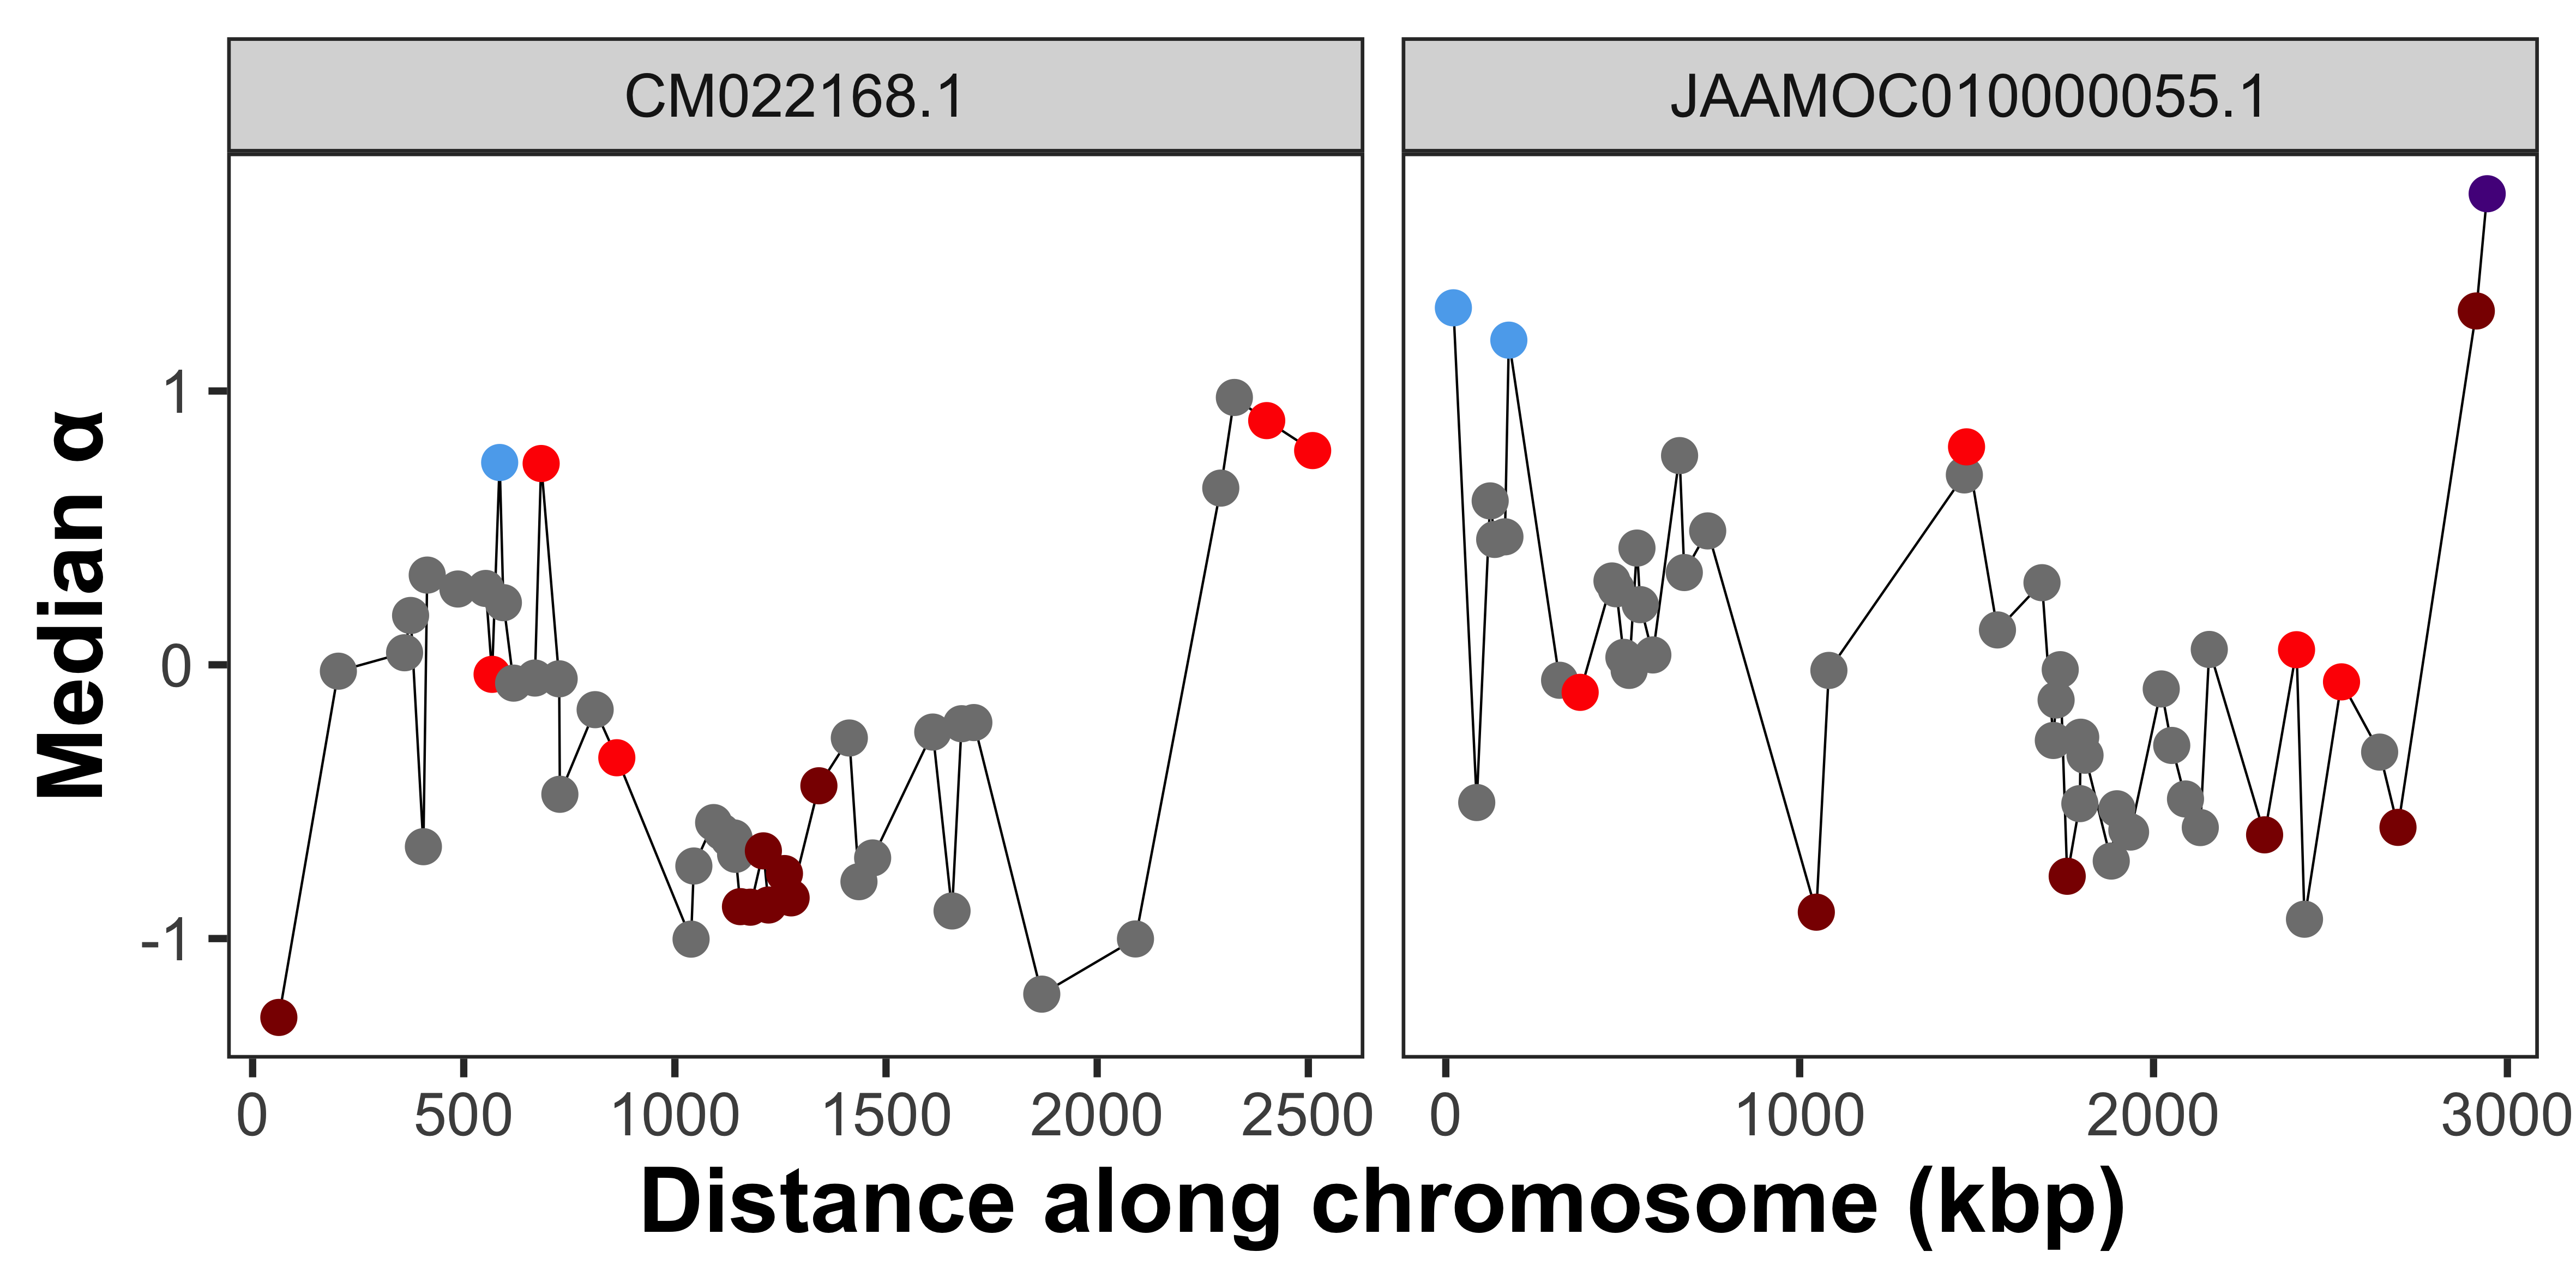 CM022168.1 JAAMOC010000055.1
Median α
1
0
-1
0 500 1000 1500 2000 2500 0 1000 2000 3000
Distance along chromosome (kbp)